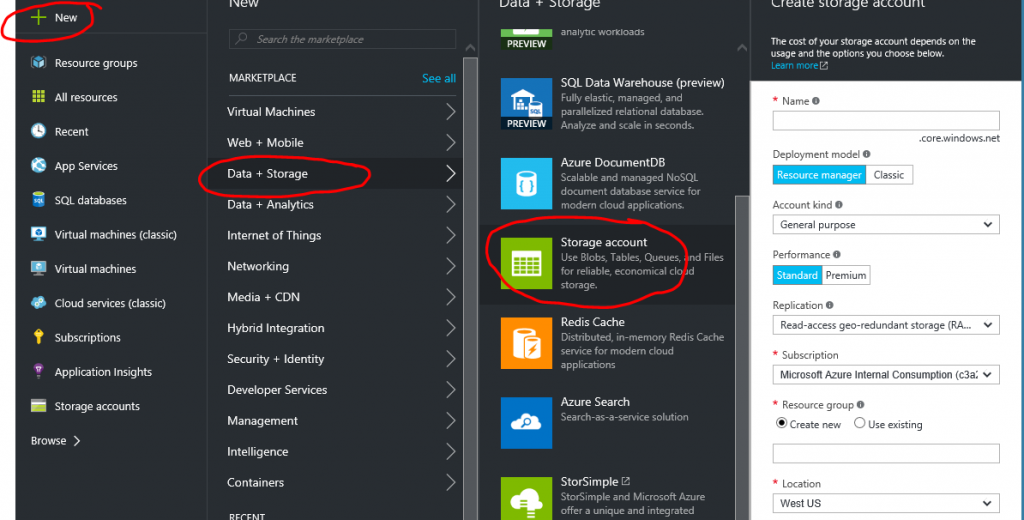 New
Resource groups
All resources
Recent
App Services
SQL databases
Virtual machines (classic)
Virtual machines
Cloud services (classic)
Subscriptions
Application Insights
Storage accounts
Browse
New
Search the marketplace
MARKETPLACE
See all
Virtual Machines
Web + Mobile
Data + Storage
Data + Analytics
Internet of Things
Networking
Media + CDN
Hybrid Integration
Security + Identity
Developer Services
Management
Intelligence
Containers
RECENT
Data + Storage
analytic workloads
PREVIEW
SQL Data Warehouse (preview)
Fully elastic, managed, and
parallelized relational database.
Analyze and scale in seconds.
PREVIEW
Azure DocumentDB
Scalable and managed NoSQL
document database service for
modern cloud applications.
Storage account
Use Blobs, Tables, Queues, and Files
for reliable, economical cloud
storage.
Redis Cache
Distributed, in-memory Redis Cache
service for modern cloud
applications
Azure Search
Search-as-a-service solution
StorSimple
StorSimple and Microsoft Azure
offer a unique and integrated
Create storage account
The cost of your storage account depends on the
usage and the options you choose below.
Learn more
* Name
.core.windows.net
Deployment model
Resource manager
Classic
Account kind
General purpose
Performance
Standard
Premium
Replication
Read-access geo-redundant storage (RA...
* Subscription
Microsoft Azure Internal Consumption (c3a2
* Resource group
Create new
Use existing
* Location
West US